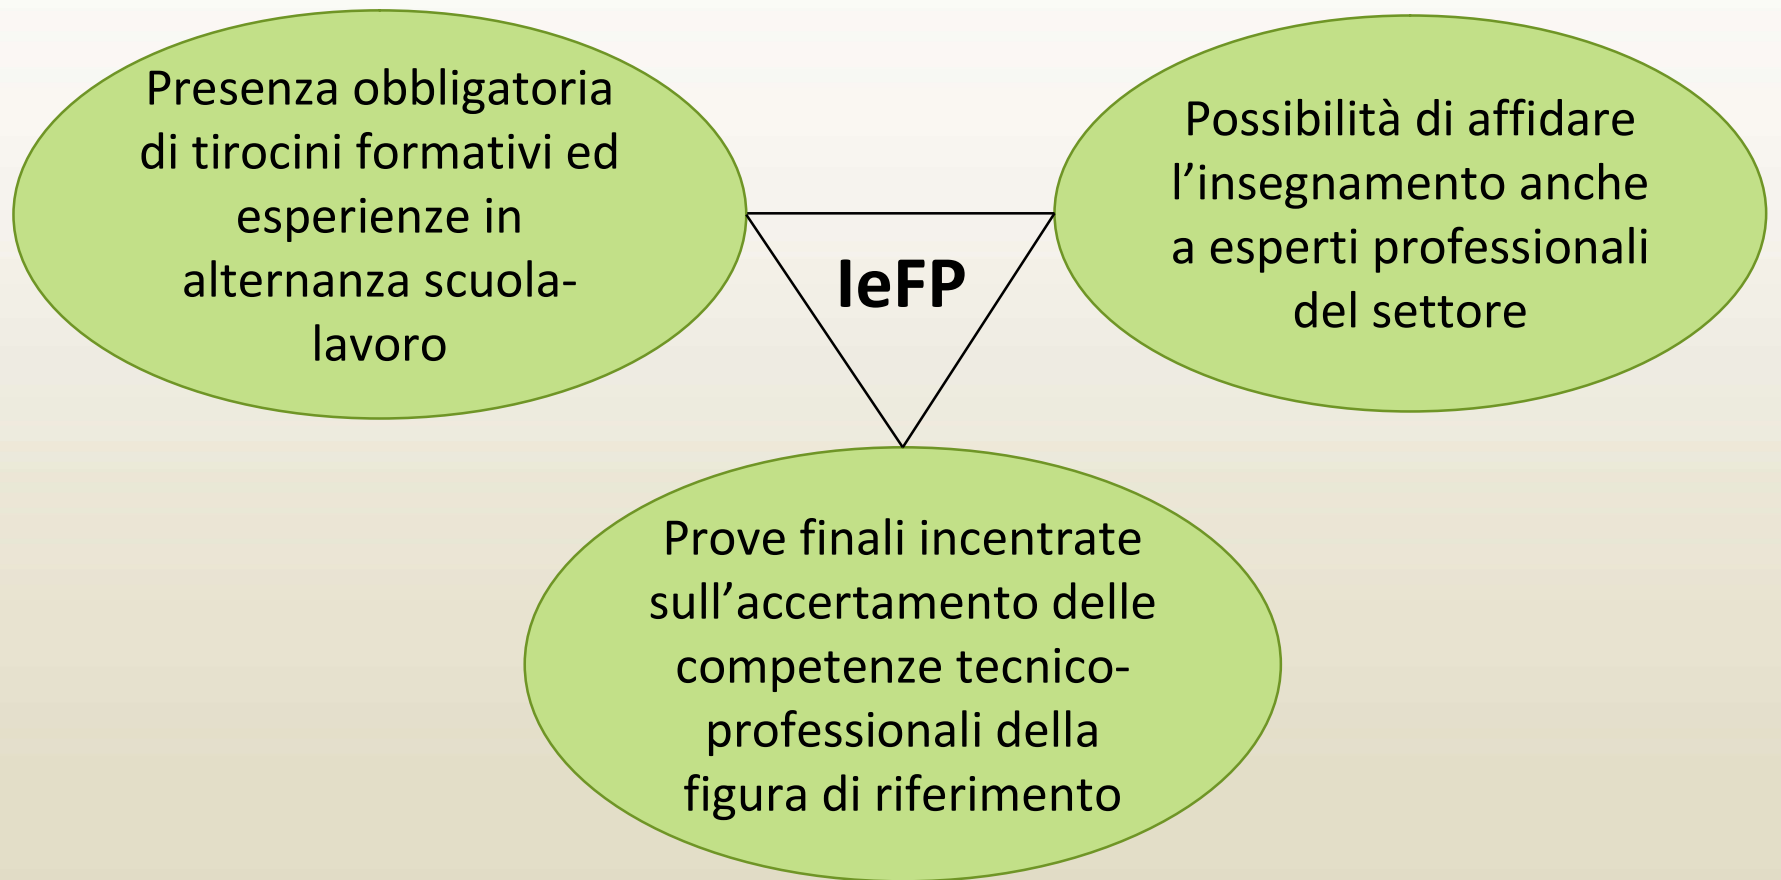 Presenza obbligatoria
di tirocini formativi ed
esperienze in
alternanza scuola-
lavoro
IeFP
Possibilità di affidare
l’insegnamento anche
a esperti professionali
del settore
Prove finali incentrate
sull’accertamento delle
competenze tecnico-
professionali della
figura di riferimento